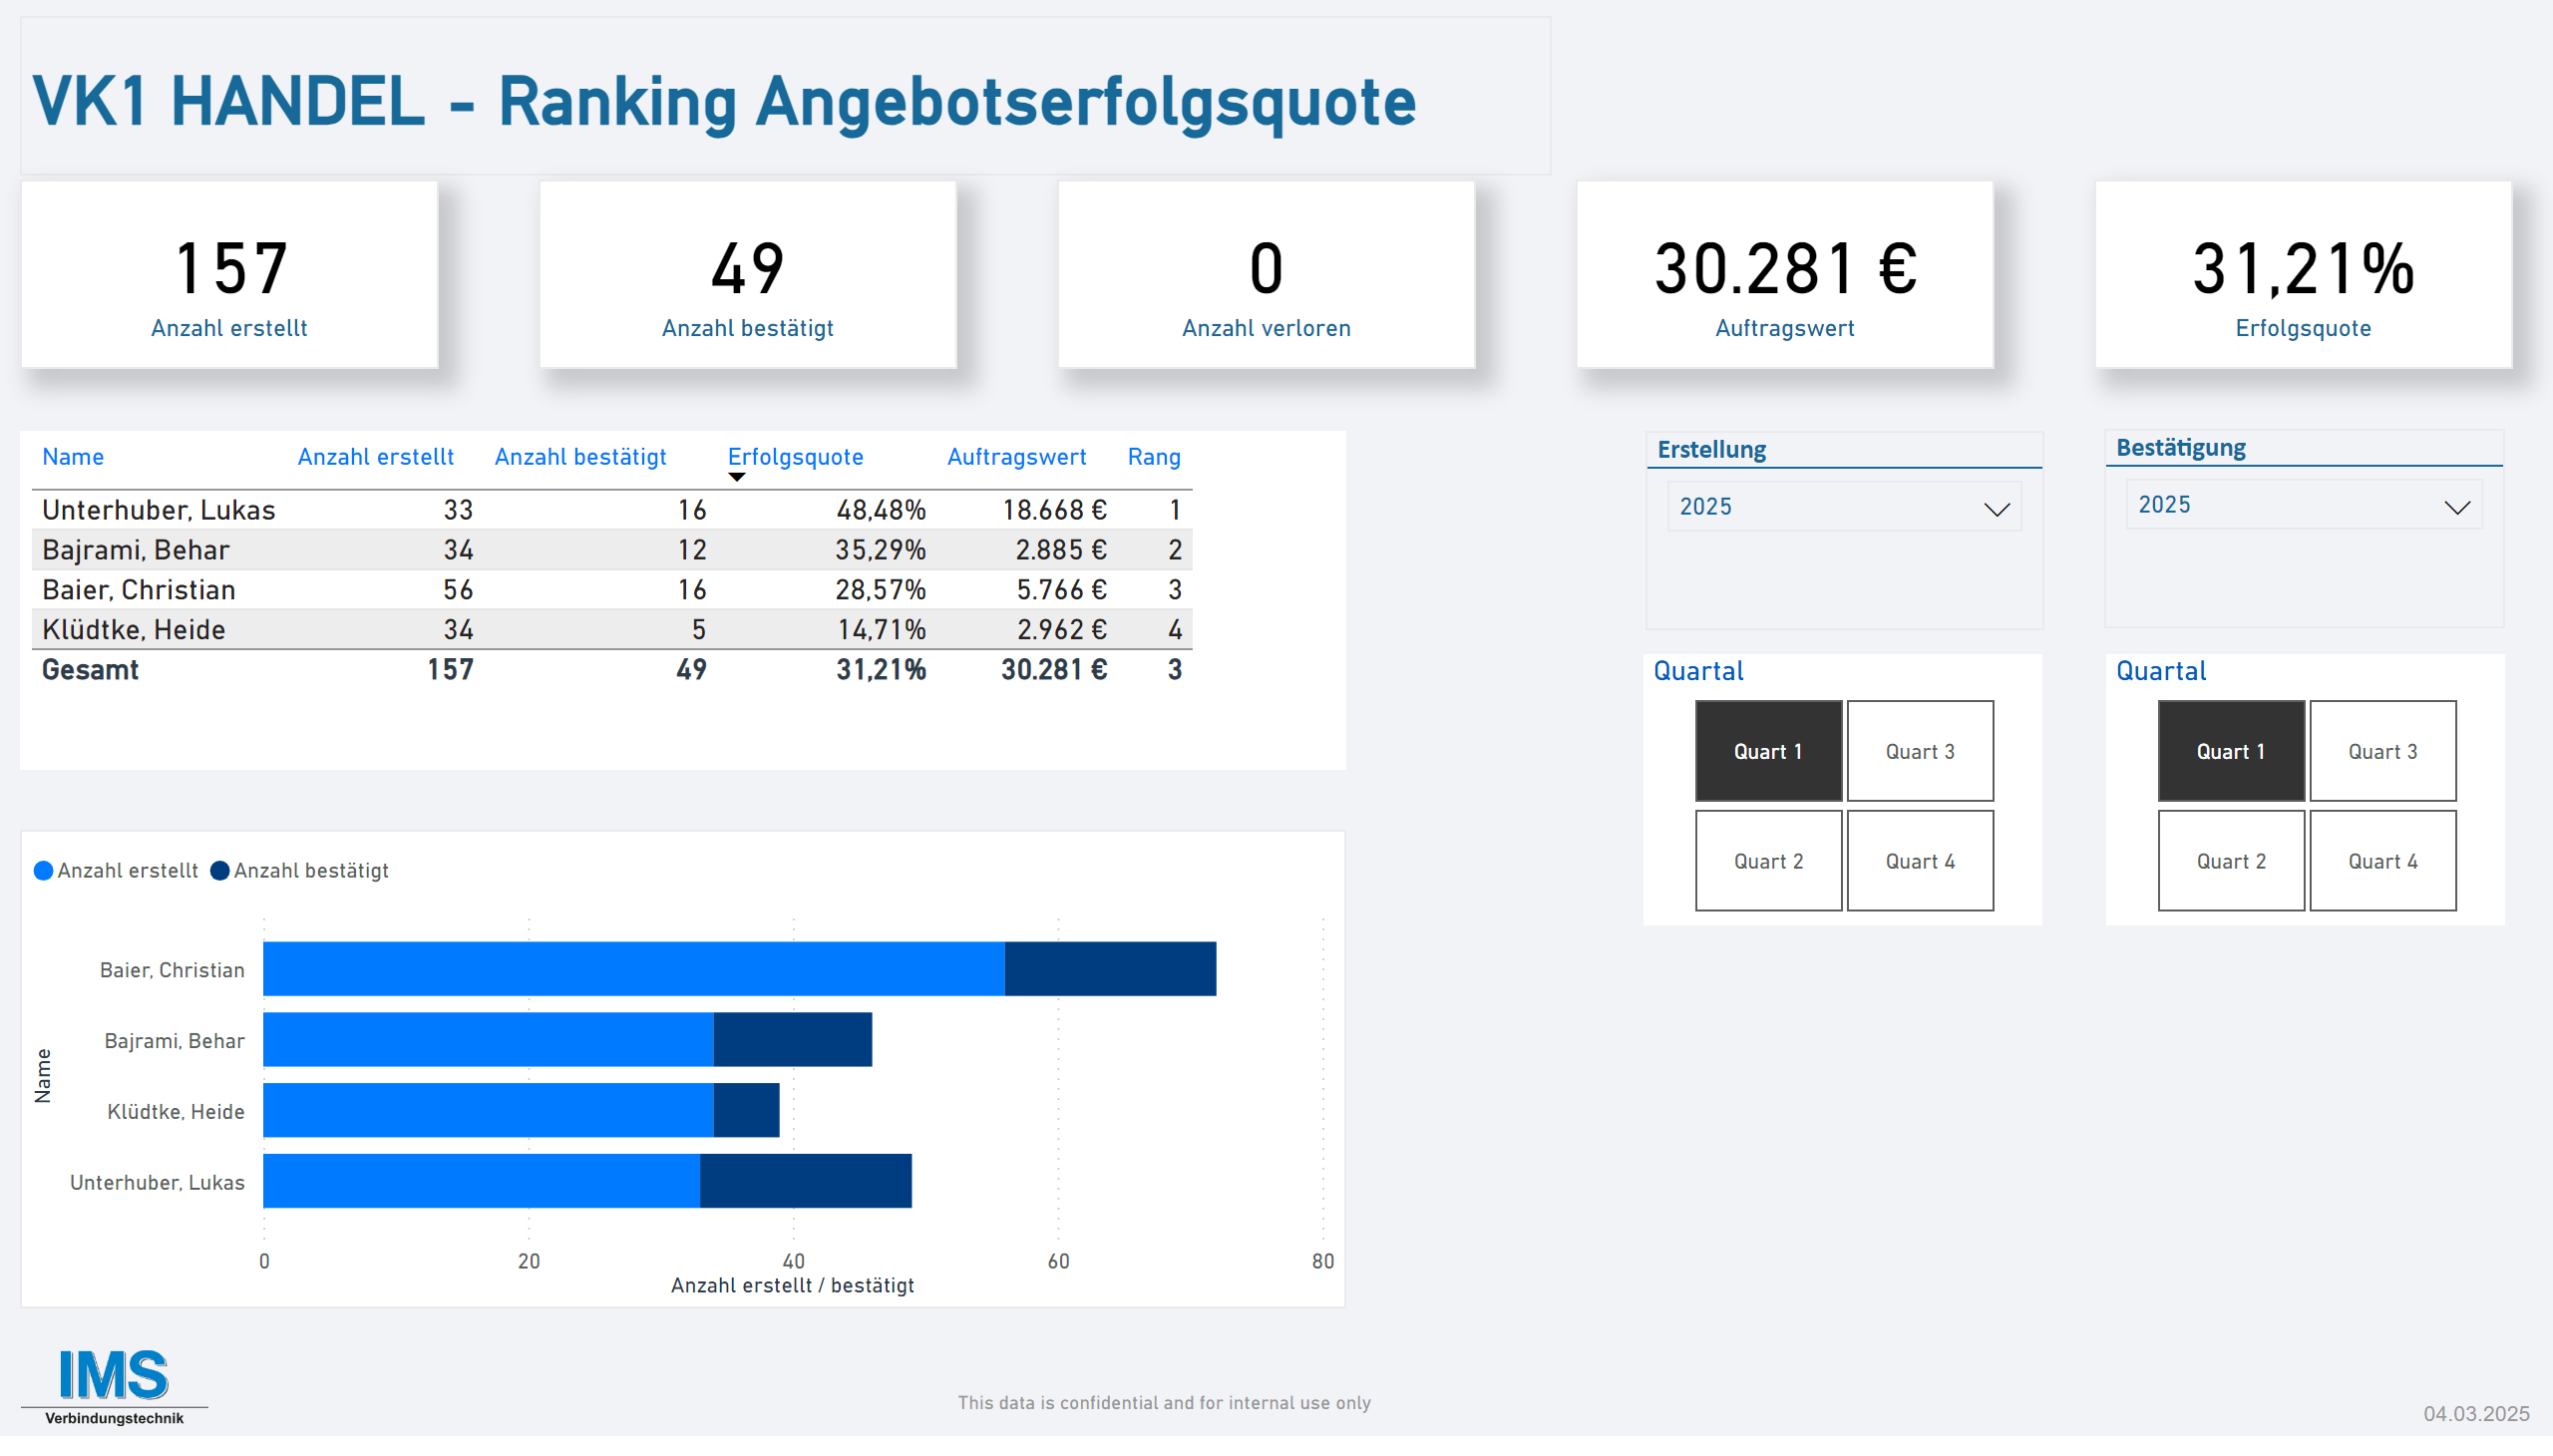 VK1 HANDEL - Ranking Angebotserfolgsquote
157
Anzahl erstellt
49
Anzahl bestätigt
0
Anzahl verloren
30.281 €
Auftragswert
31,21%
Erfolgsquote
Name Anzahl erstellt Anzahl bestätigt Erfolgsquote Auftragswert Rang
Unterhuber, Lukas 33 16 48,48% 18.668 € 1
Bajrami, Behar 34 12 35,29% 2.885 € 2
Baier, Christian 56 16 28,57% 5.766 € 3
Klüdtke, Heide 34 5 14,71% 2.962 € 4
Gesamt 157 49 31,21% 30.281 € 3
Erstellung
2025
Bestätigung
2025
Quartal
Quart 1 Quart 3
Quart 2 Quart 4
Quartal
Quart 1 Quart 3
Quart 2 Quart 4
Anzahl erstellt Anzahl bestätigt
Name
Baier, Christian
Bajrami, Behar
Klüdtke, Heide
Unterhuber, Lukas
0 20 40 60 80
Anzahl erstellt / bestätigt
IMS
Verbindungstechnik
This data is confidential and for internal use only
04.03.2025